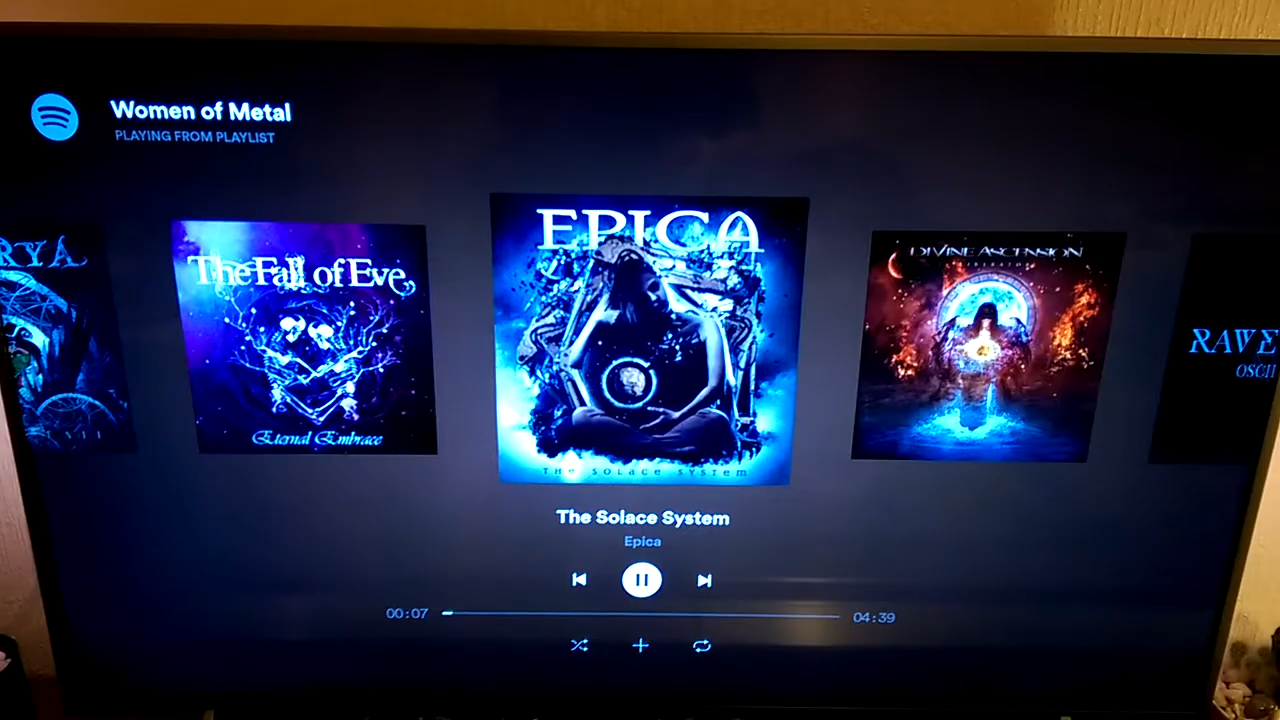 Women of Metal
PLAYING FROM PLAYLIST
RYA
The Fall of Eve
Eternal Embrace
EPICA
THE SOLACE SYSTEM
DIVINE ASCENSION
RAVE
OSCIL
The Solace System
Epica
00:07
04:39